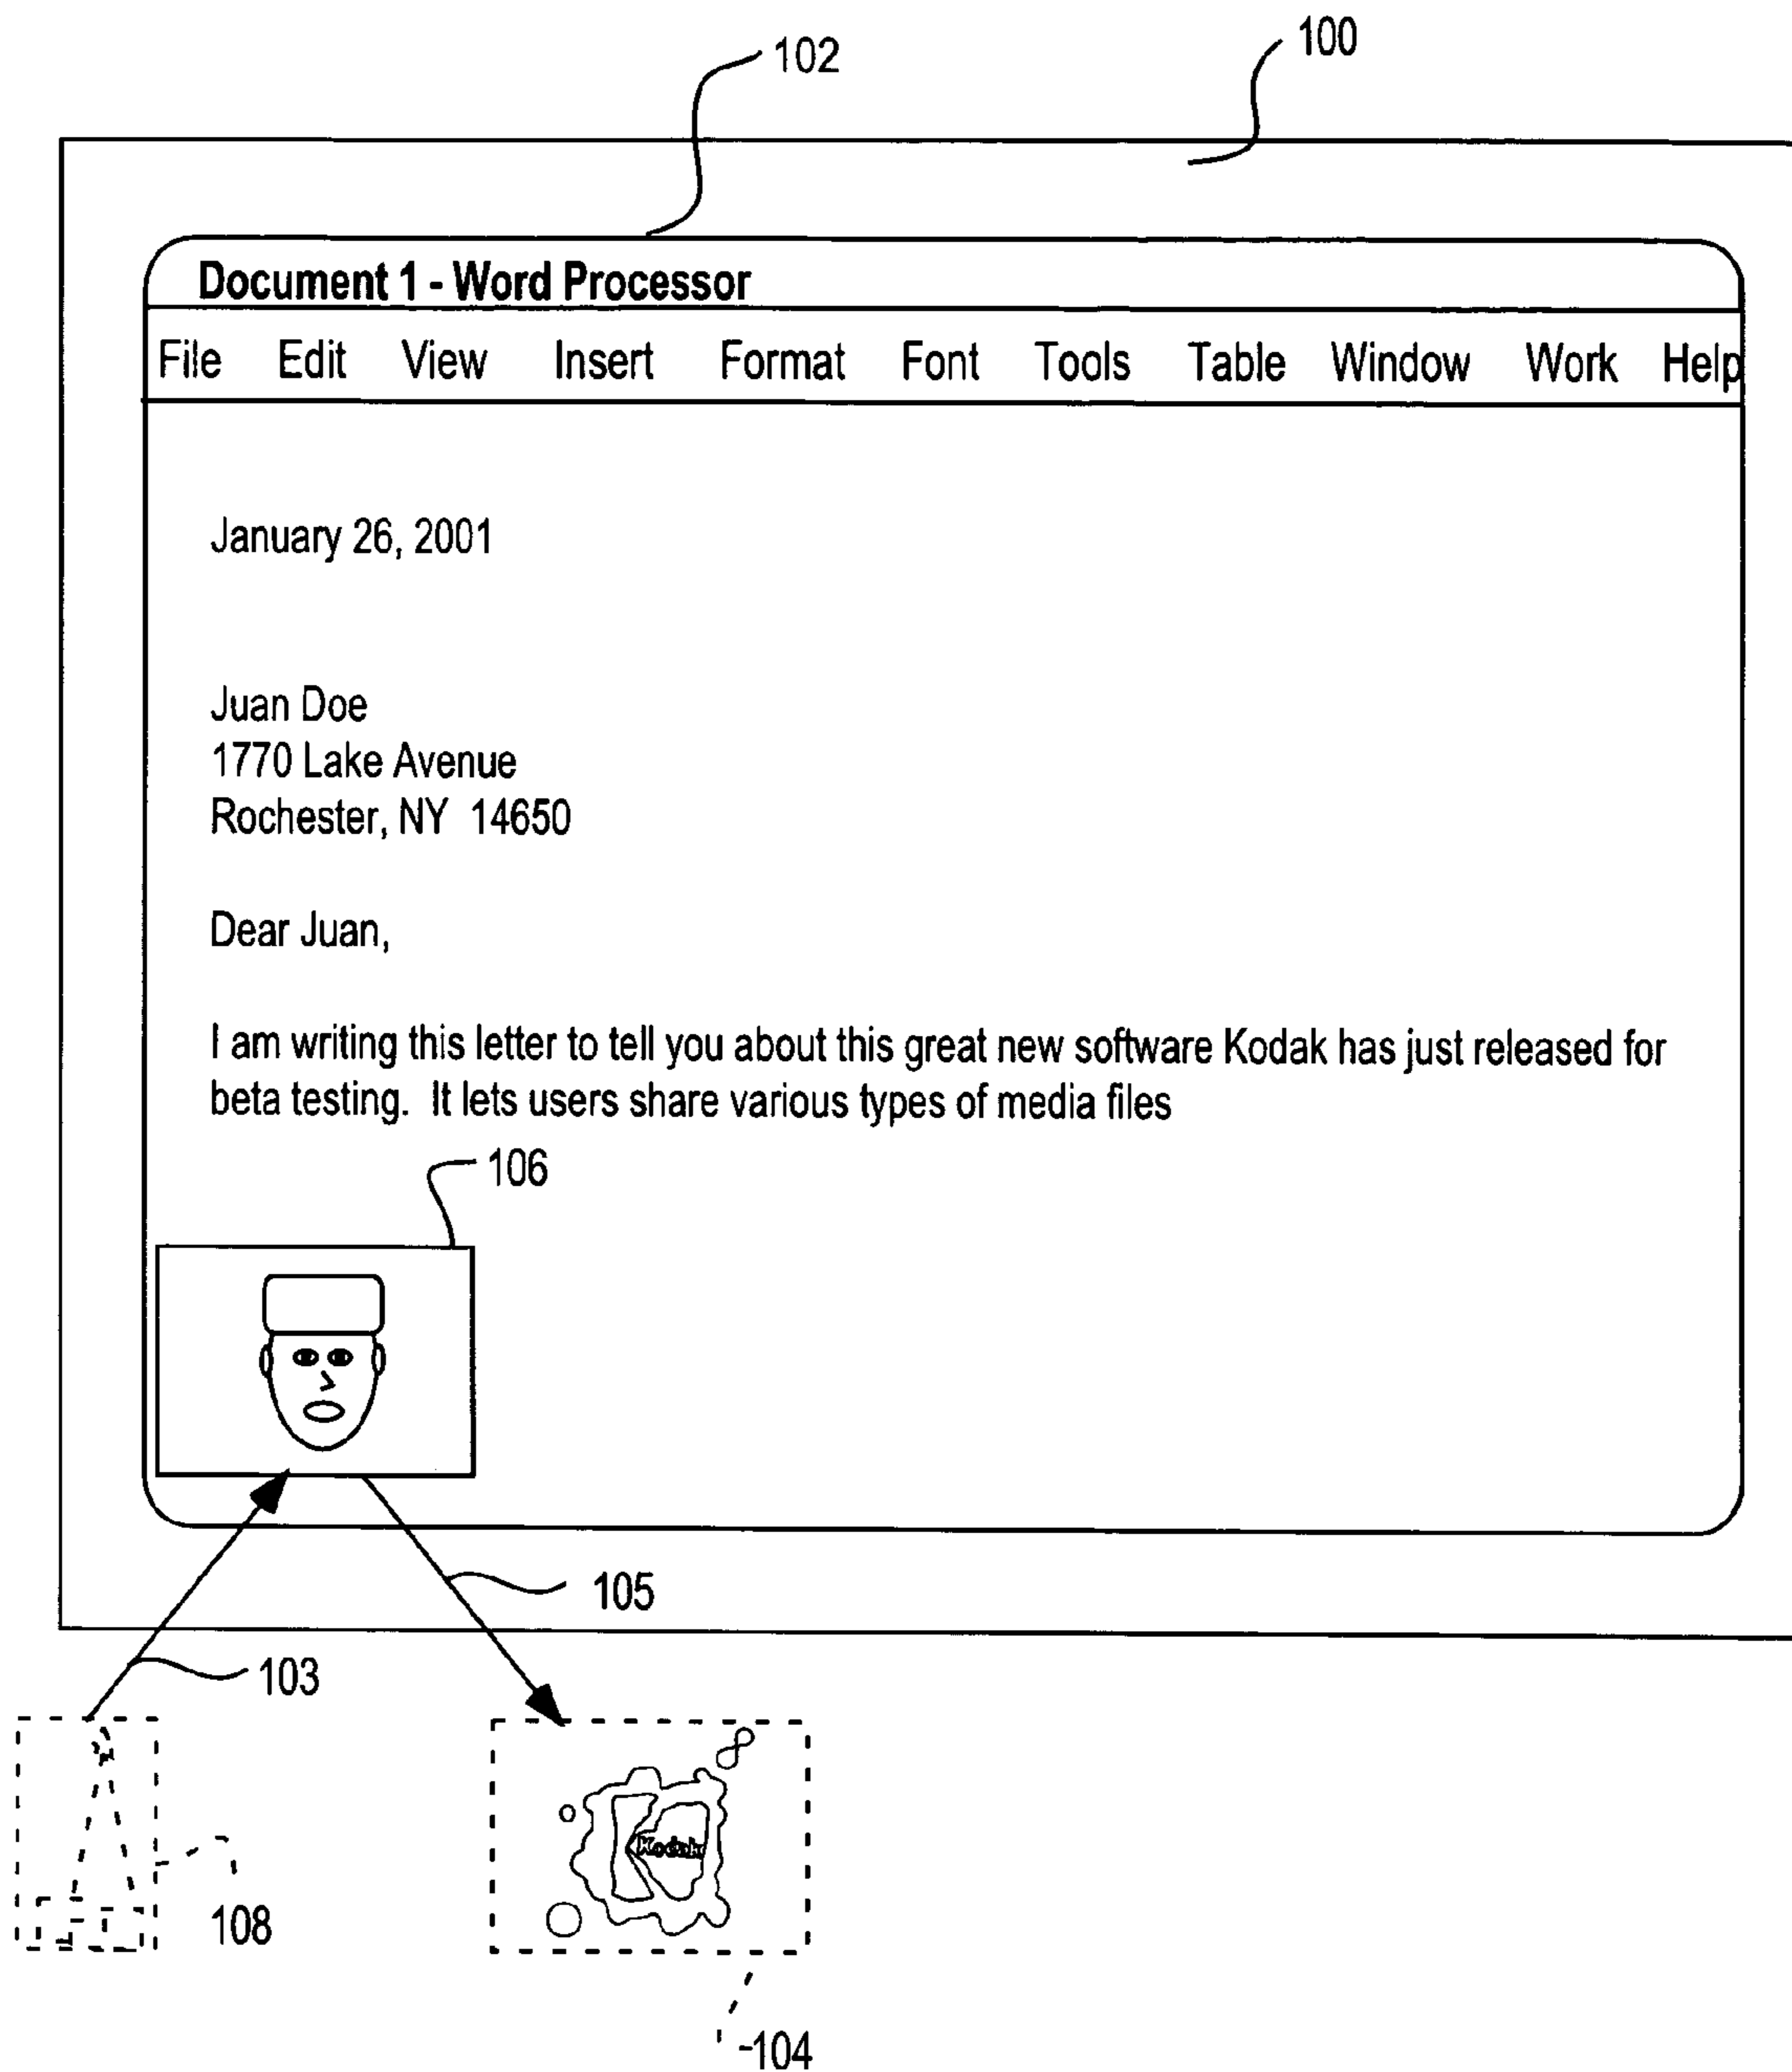 102
100
Document 1 - Word Processor
File Edit View Insert Format Font Tools Table Window Work Help
January 26, 2001
Juan Doe
1770 Lake Avenue
Rochester, NY 14650
Dear Juan,
I am writing this letter to tell you about this great new software Kodak has just released for
beta testing. It lets users share various types of media files
106
105
103
Kodak
108
104